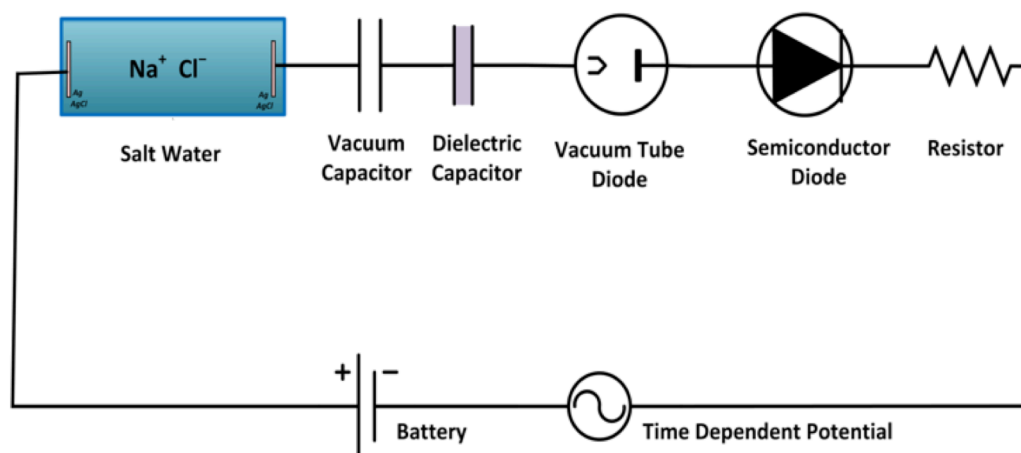 Na⁺ Cl⁻
Ag
AgCl
Ag
AgCl
Salt Water
Vacuum
Capacitor
Dielectric
Capacitor
Vacuum Tube
Diode
Semiconductor
Diode
Resistor
+ −
Battery
Time Dependent Potential